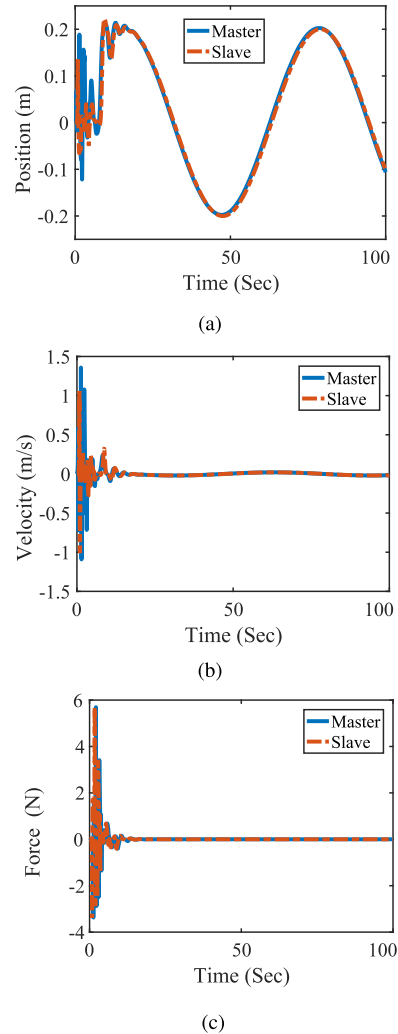 0.2
0.1
0
-0.1
-0.2
Position (m)
Master
Slave
0
50
100
Time (Sec)
(a)
1.5
1
0.5
0
-0.5
-1
-1.5
Velocity (m/s)
Master
Slave
0
50
100
Time (Sec)
(b)
6
4
2
0
-2
-4
Force (N)
Master
Slave
0
50
100
Time (Sec)
(c)